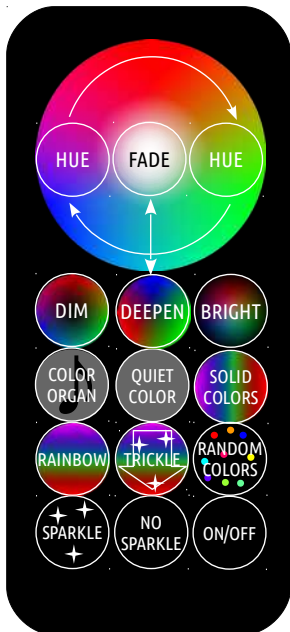 HUE FADE HUE
DIM DEEPEN BRIGHT
COLOR
ORGAN
QUIET
COLOR
SOLID
COLORS
RAINBOW TRICKLE RANDOM
COLORS
SPARKLE NO
SPARKLE
ON/OFF